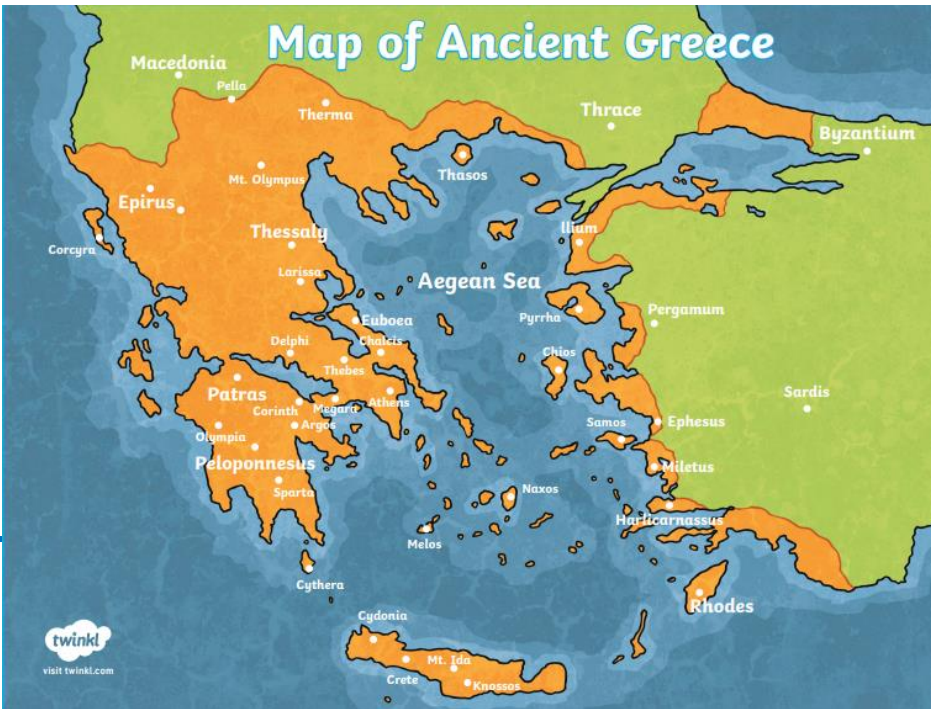 Map of Ancient Greece
Macedonia
Pella
Therma
Thrace
Byzantium
Thasos
Mt. Olympus
Epirus
Illium
Thessaly
Corcyra
Larissa
Aegean Sea
Pyrrha
Pergamum
Euboea
Delphi
Chalcis
Chios
Thebes
Patras
Sardis
Corinth
Megara
Athens
Olympia
Argos
Samos
Ephesus
Peloponnesus
Miletus
Sparta
Naxos
Harlicarnassus
Melos
Cythera
Rhodes
Cydonia
twinkl
visit twinkl.com
Mt. Ida
Crete
Knossos